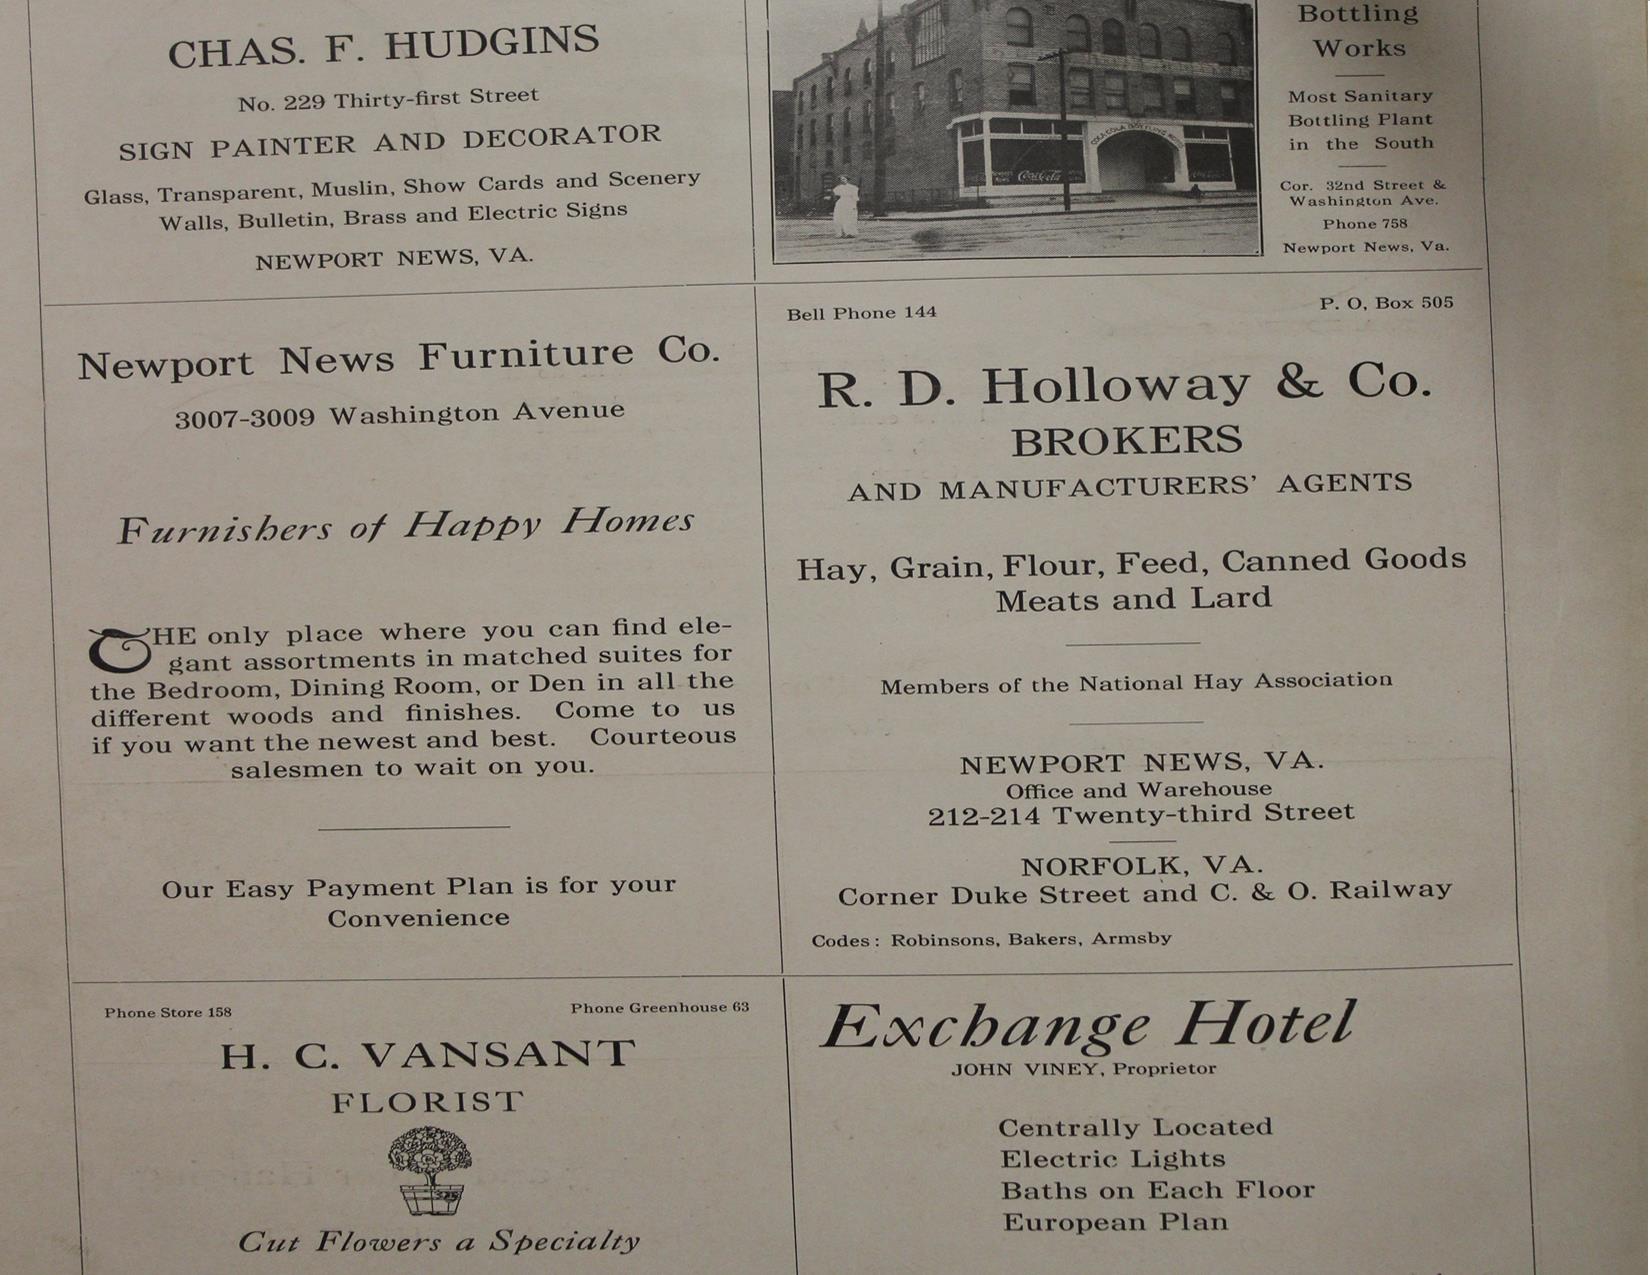 CHAS. F. HUDGINS
No. 229 Thirty-first Street
SIGN PAINTER AND DECORATOR
Glass, Transparent, Muslin, Show Cards and Scenery
Walls, Bulletin, Brass and Electric Signs
NEWPORT NEWS, VA.
COCA COLA BOTTLING WORKS
Coca-Cola
Bottling
Works
Most Sanitary
Bottling Plant
in the South
Cor. 32nd Street &
Washington Ave.
Phone 758
Newport News, Va.
Newport News Furniture Co.
3007-3009 Washington Avenue
Furnishers of Happy Homes
THE only place where you can find ele-
gant assortments in matched suites for
the Bedroom, Dining Room, or Den in all the
different woods and finishes. Come to us
if you want the newest and best. Courteous
salesmen to wait on you.
Our Easy Payment Plan is for your
Convenience
Bell Phone 144
P. O, Box 505
R. D. Holloway & Co.
BROKERS
AND MANUFACTURERS' AGENTS
Hay, Grain, Flour, Feed, Canned Goods
Meats and Lard
Members of the National Hay Association
NEWPORT NEWS, VA.
Office and Warehouse
212-214 Twenty-third Street
NORFOLK, VA.
Corner Duke Street and C. & O. Railway
Codes: Robinsons, Bakers, Armsby
Phone Store 158
Phone Greenhouse 63
H. C. VANSANT
FLORIST
325
Cut Flowers a Specialty
Exchange Hotel
JOHN VINEY, Proprietor
Centrally Located
Electric Lights
Baths on Each Floor
European Plan